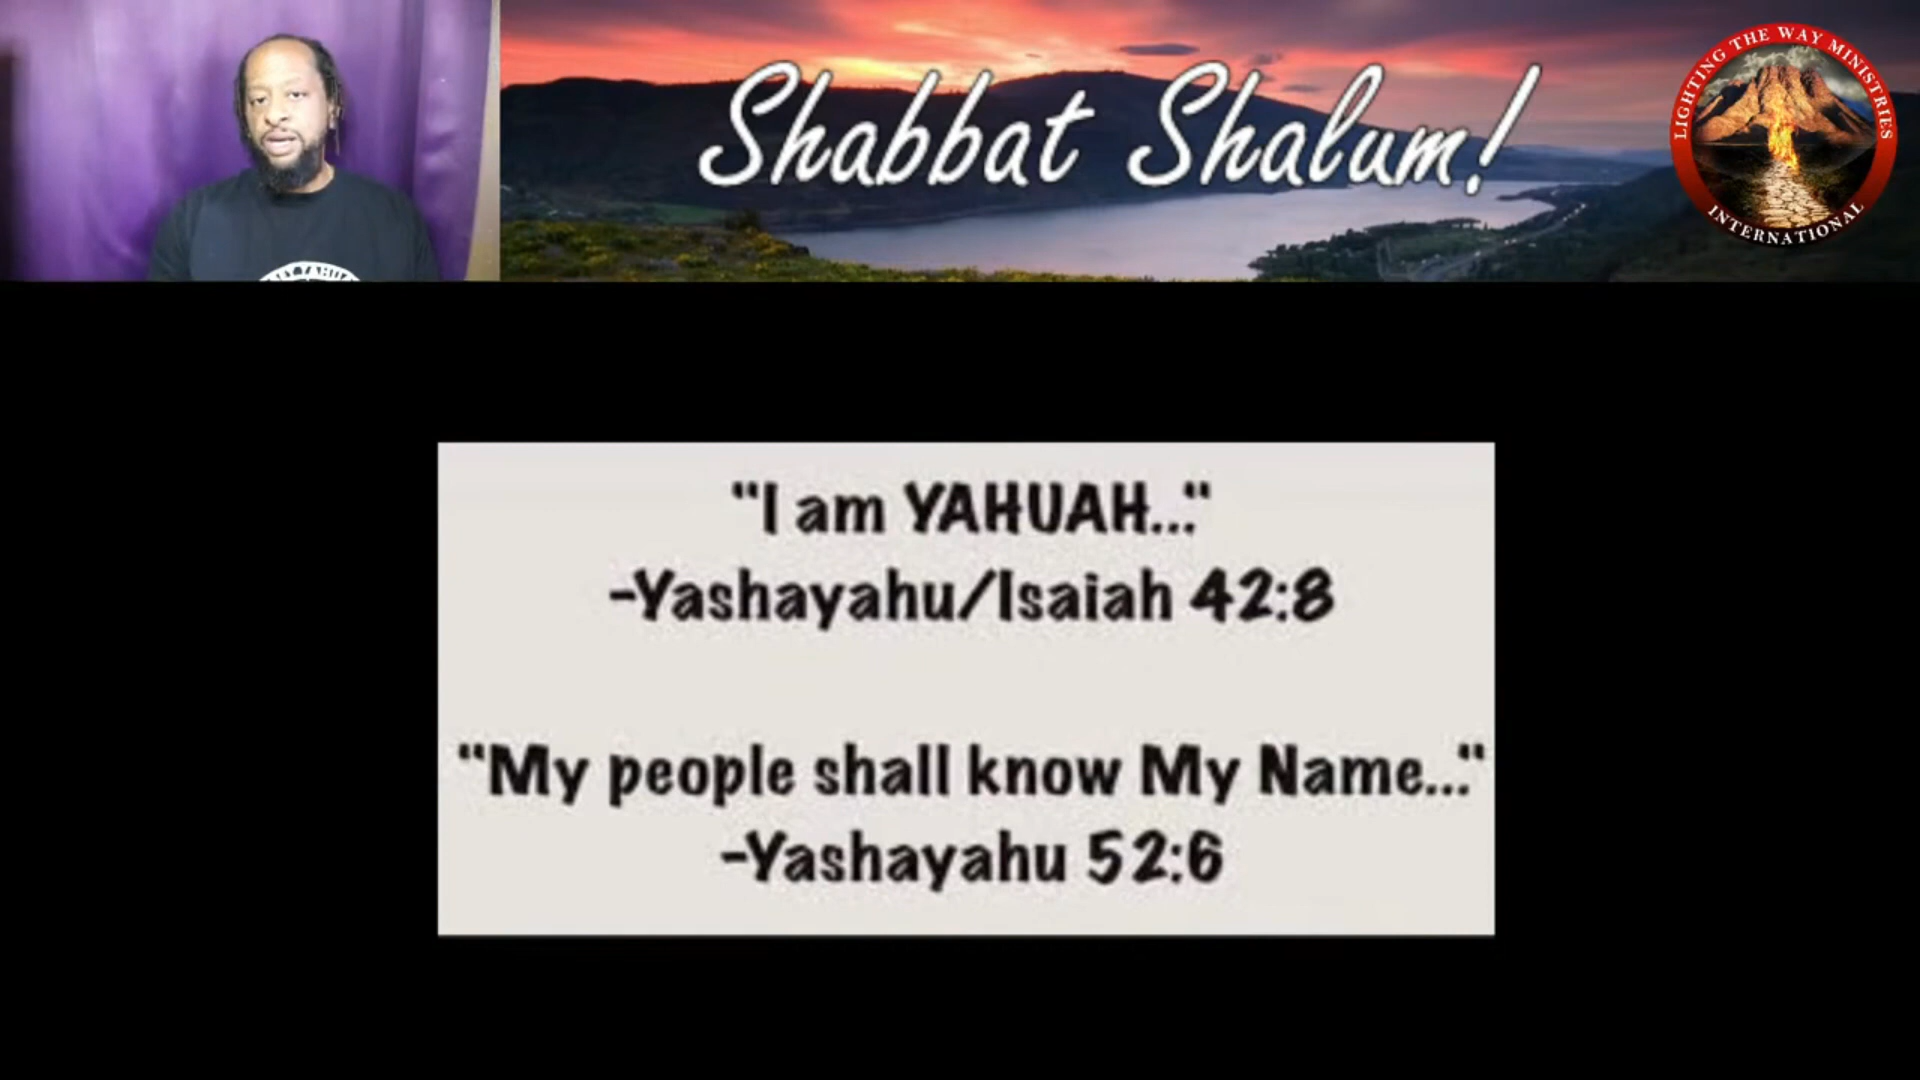 Shabbat Shalum!
LIGHTING THE WAY MINISTRIES
INTERNATIONAL
"I am YAHUAH..."
-Yashayahu/Isaiah 42:8
"My people shall know My Name..."
-Yashayahu 52:6